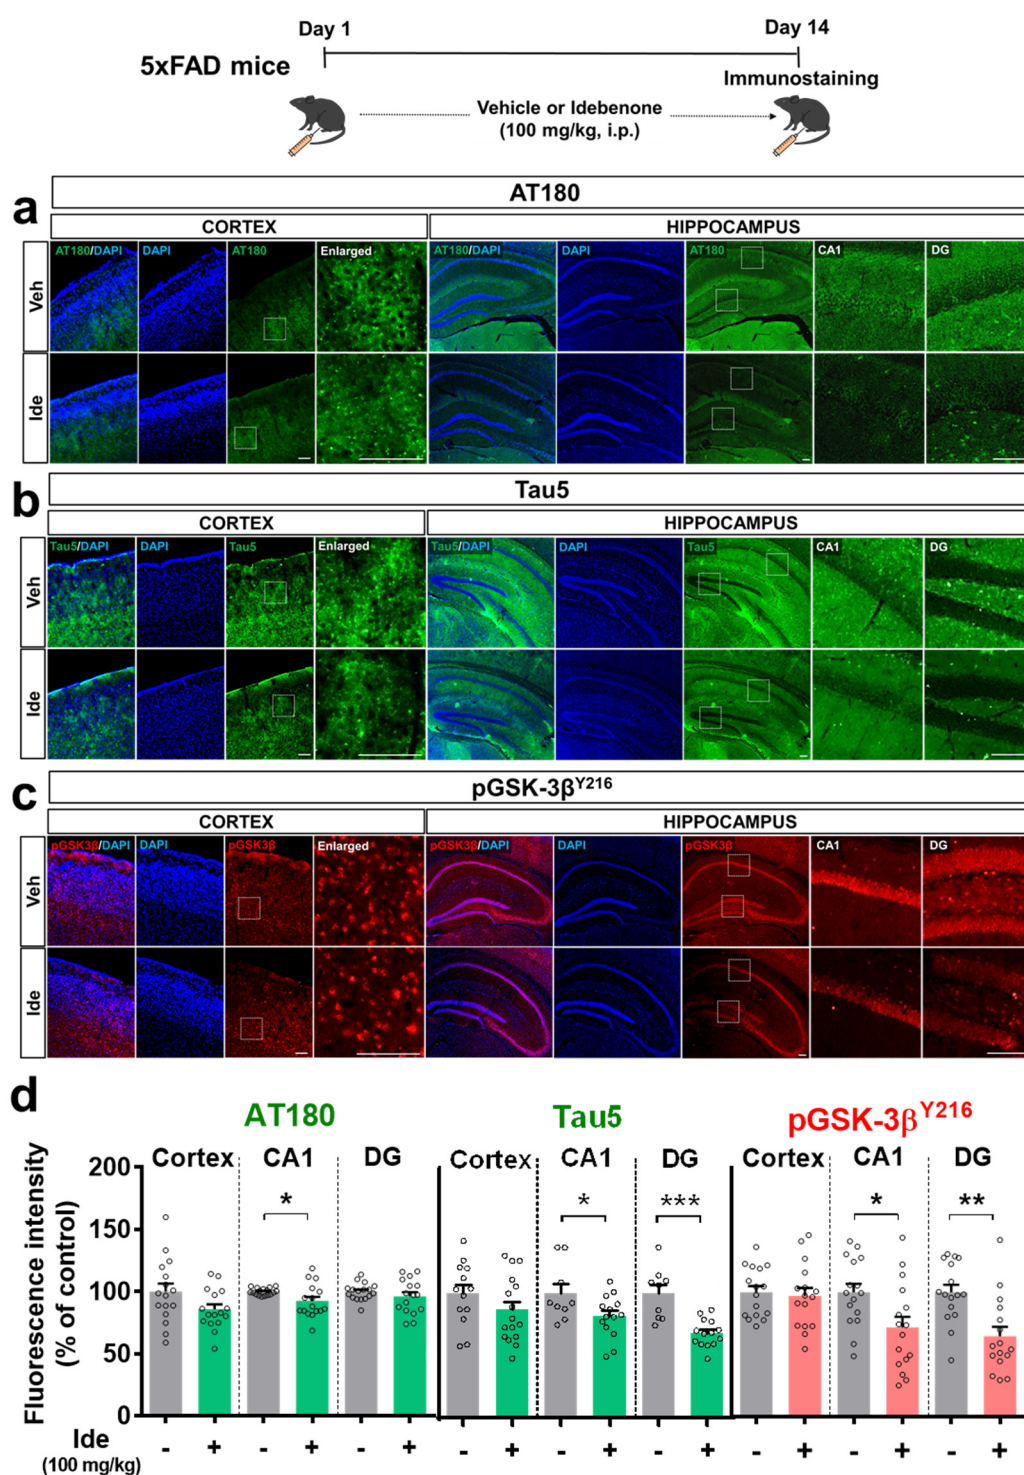 Day 1
Day 14
5xFAD mice
Immunostaining
Vehicle or Idebenone
(100 mg/kg, i.p.)
a
AT180
CORTEX
HIPPOCAMPUS
Veh
AT180/DAPI
DAPI
AT180
Enlarged
AT180/DAPI
DAPI
AT180
CA1
DG
Ide
b
Tau5
CORTEX
HIPPOCAMPUS
Veh
Tau5/DAPI
DAPI
Tau5
Enlarged
Tau5/DAPI
DAPI
Tau5
CA1
DG
Ide
c
pGSK-3β^Y216
CORTEX
HIPPOCAMPUS
Veh
pGSK3β/DAPI
DAPI
pGSK3β
Enlarged
pGSK3β/DAPI
DAPI
pGSK3β
CA1
DG
Ide
d
AT180
Tau5
pGSK-3β^Y216
Fluorescence intensity
(% of control)
200
150
100
50
0
Cortex
CA1
DG
Cortex
CA1
DG
Cortex
CA1
DG
*
*
***
*
**
Ide
(100 mg/kg)
- + - + - + - + - + - + - + - + - +